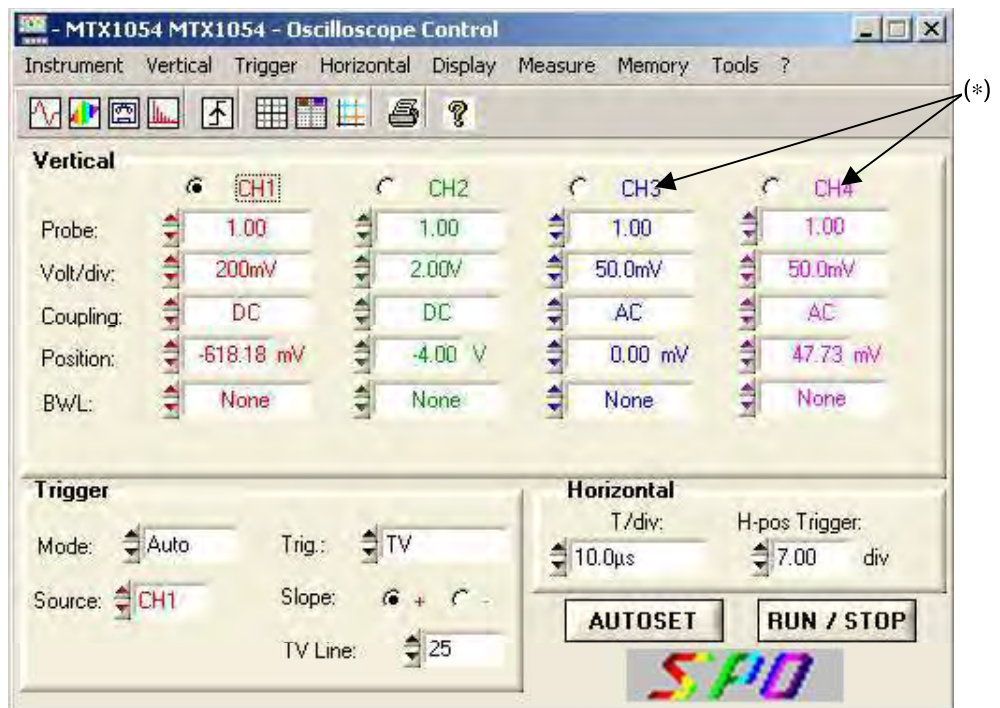 - MTX1054 MTX1054 - Oscilloscope Control
Instrument Vertical Trigger Horizontal Display Measure Memory Tools ?
(*)
Vertical
CH1 CH2 CH3 CH4
Probe: 1.00 1.00 1.00 1.00
Volt/div: 200mV 2.00V 50.0mV 50.0mV
Coupling: DC DC AC AC
Position: -618.18 mV -4.00 V 0.00 mV 47.73 mV
BWL: None None None None
Trigger
Mode: Auto Trig.: TV
Source: CH1 Slope: + -
TV Line: 25
Horizontal
T/div: H-pos Trigger:
10.0µs 7.00 div
AUTOSET RUN / STOP
SPO